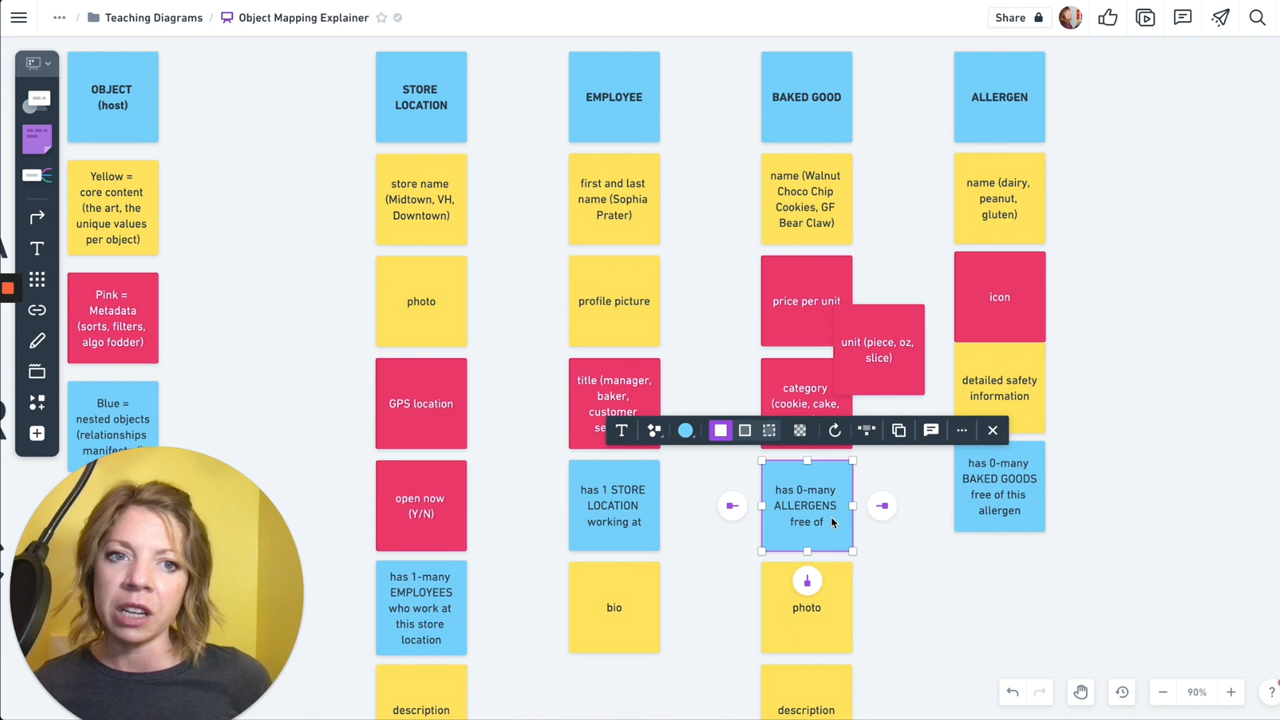 ... / Teaching Diagrams / Object Mapping Explainer
Share
OBJECT
(host)
Yellow =
core content
(the art, the
unique values
per object)
Pink =
Metadata
(sorts, filters,
algo fodder)
Blue =
nested objects
(relationships
STORE
LOCATION
store name
(Midtown, VH,
Downtown)
photo
GPS location
open now
(Y/N)
has 1-many
EMPLOYEES
who work at
this store
location
description
EMPLOYEE
first and last
name (Sophia
Prater)
profile picture
title (manager,
baker,
customer
has 1 STORE
LOCATION
working at
bio
BAKED GOOD
name (Walnut
Choco Chip
Cookies, GF
Bear Claw)
price per unit
unit (piece, oz,
slice)
category
(cookie, cake,
T
has 0-many
ALLERGENS
free of
photo
description
ALLERGEN
name (dairy,
peanut,
gluten)
icon
detailed safety
information
has 0-many
BAKED GOODS
free of this
allergen
90%
?